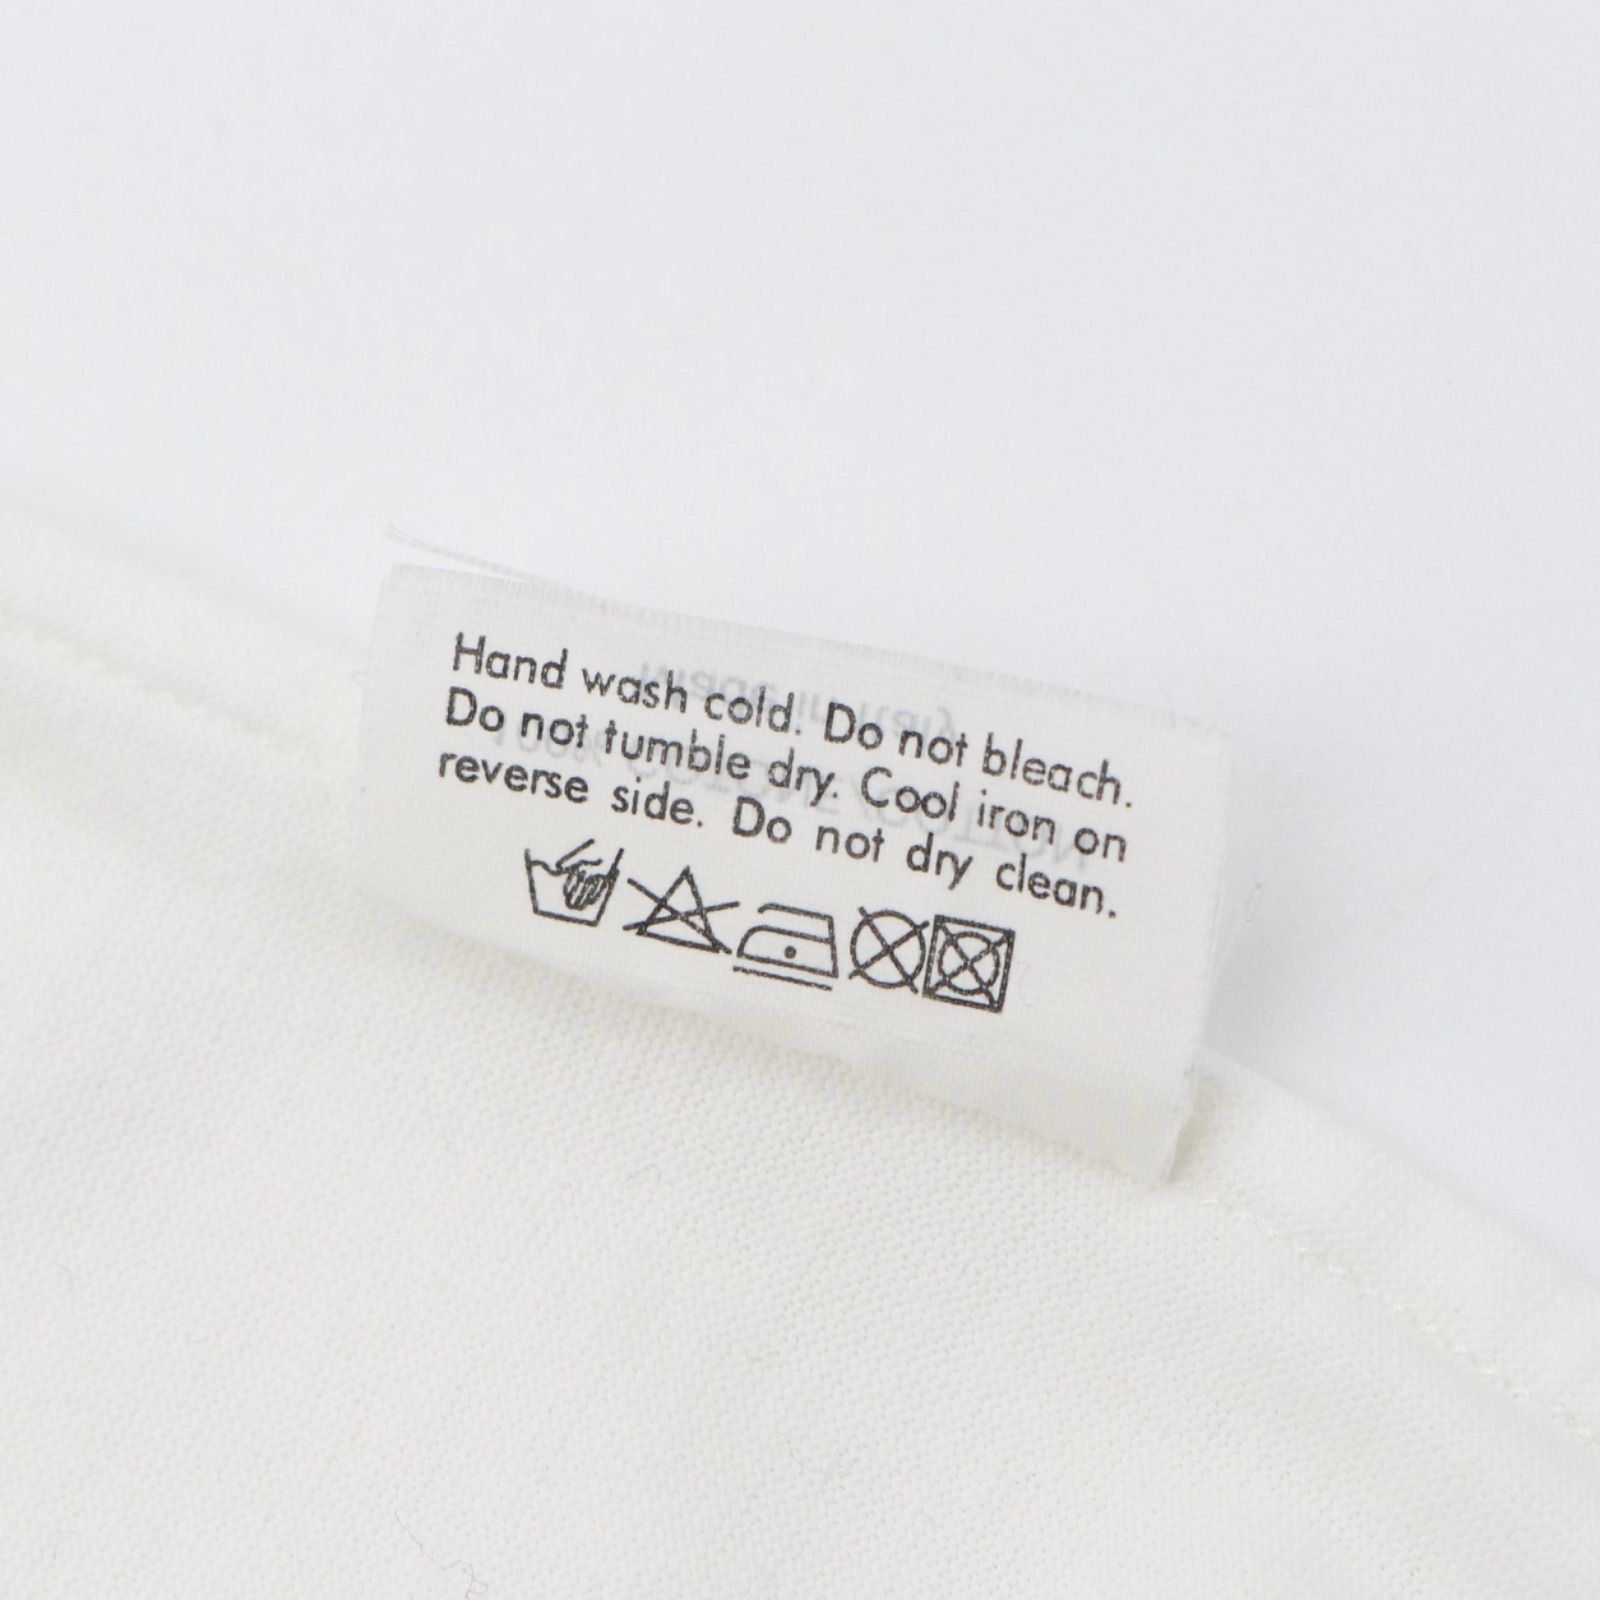 Hand wash cold. Do not bleach.
Do not tumble dry. Cool iron on
reverse side. Do not dry clean.